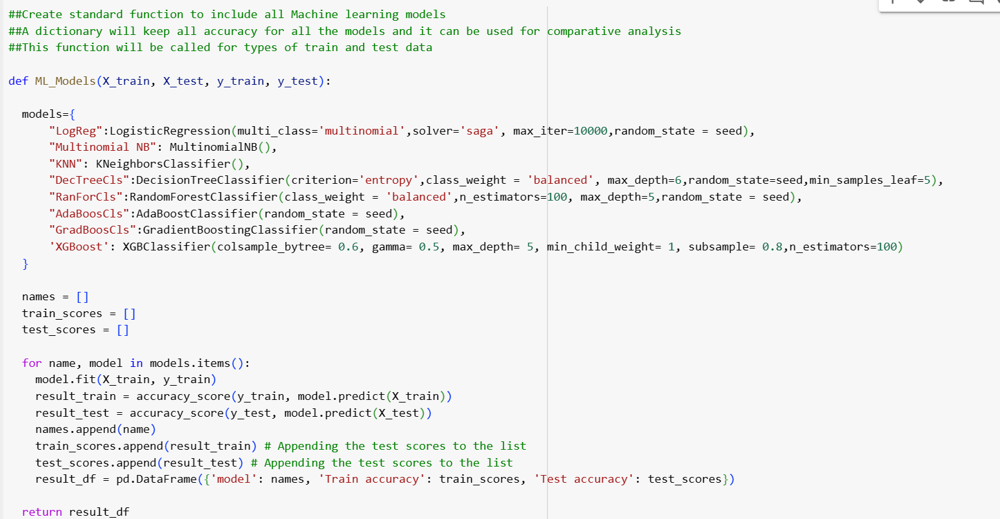 ##Create standard function to include all Machine learning models
##A dictionary will keep all accuracy for all the models and it can be used for comparative analysis
##This function will be called for types of train and test data
def ML_Models(X_train, X_test, y_train, y_test):
models={
"LogReg":LogisticRegression(multi_class='multinomial',solver='saga', max_iter=10000,random_state = seed),
"Multinomial NB": MultinomialNB(),
"KNN": KNeighborsClassifier(),
"DecTreeCls":DecisionTreeClassifier(criterion='entropy',class_weight = 'balanced', max_depth=6,random_state=seed,min_samples_leaf=5),
"RanForCls":RandomForestClassifier(class_weight = 'balanced',n_estimators=100, max_depth=5,random_state = seed),
"AdaBoosCls":AdaBoostClassifier(random_state = seed),
"GradBoosCls":GradientBoostingClassifier(random_state = seed),
'XGBoost': XGBClassifier(colsample_bytree= 0.6, gamma= 0.5, max_depth= 5, min_child_weight= 1, subsample= 0.8,n_estimators=100)
}
names = []
train_scores = []
test_scores = []
for name, model in models.items():
model.fit(X_train, y_train)
result_train = accuracy_score(y_train, model.predict(X_train))
result_test = accuracy_score(y_test, model.predict(X_test))
names.append(name)
train_scores.append(result_train) # Appending the test scores to the list
test_scores.append(result_test) # Appending the test scores to the list
result_df = pd.DataFrame({'model': names, 'Train accuracy': train_scores, 'Test accuracy': test_scores})
return result_df